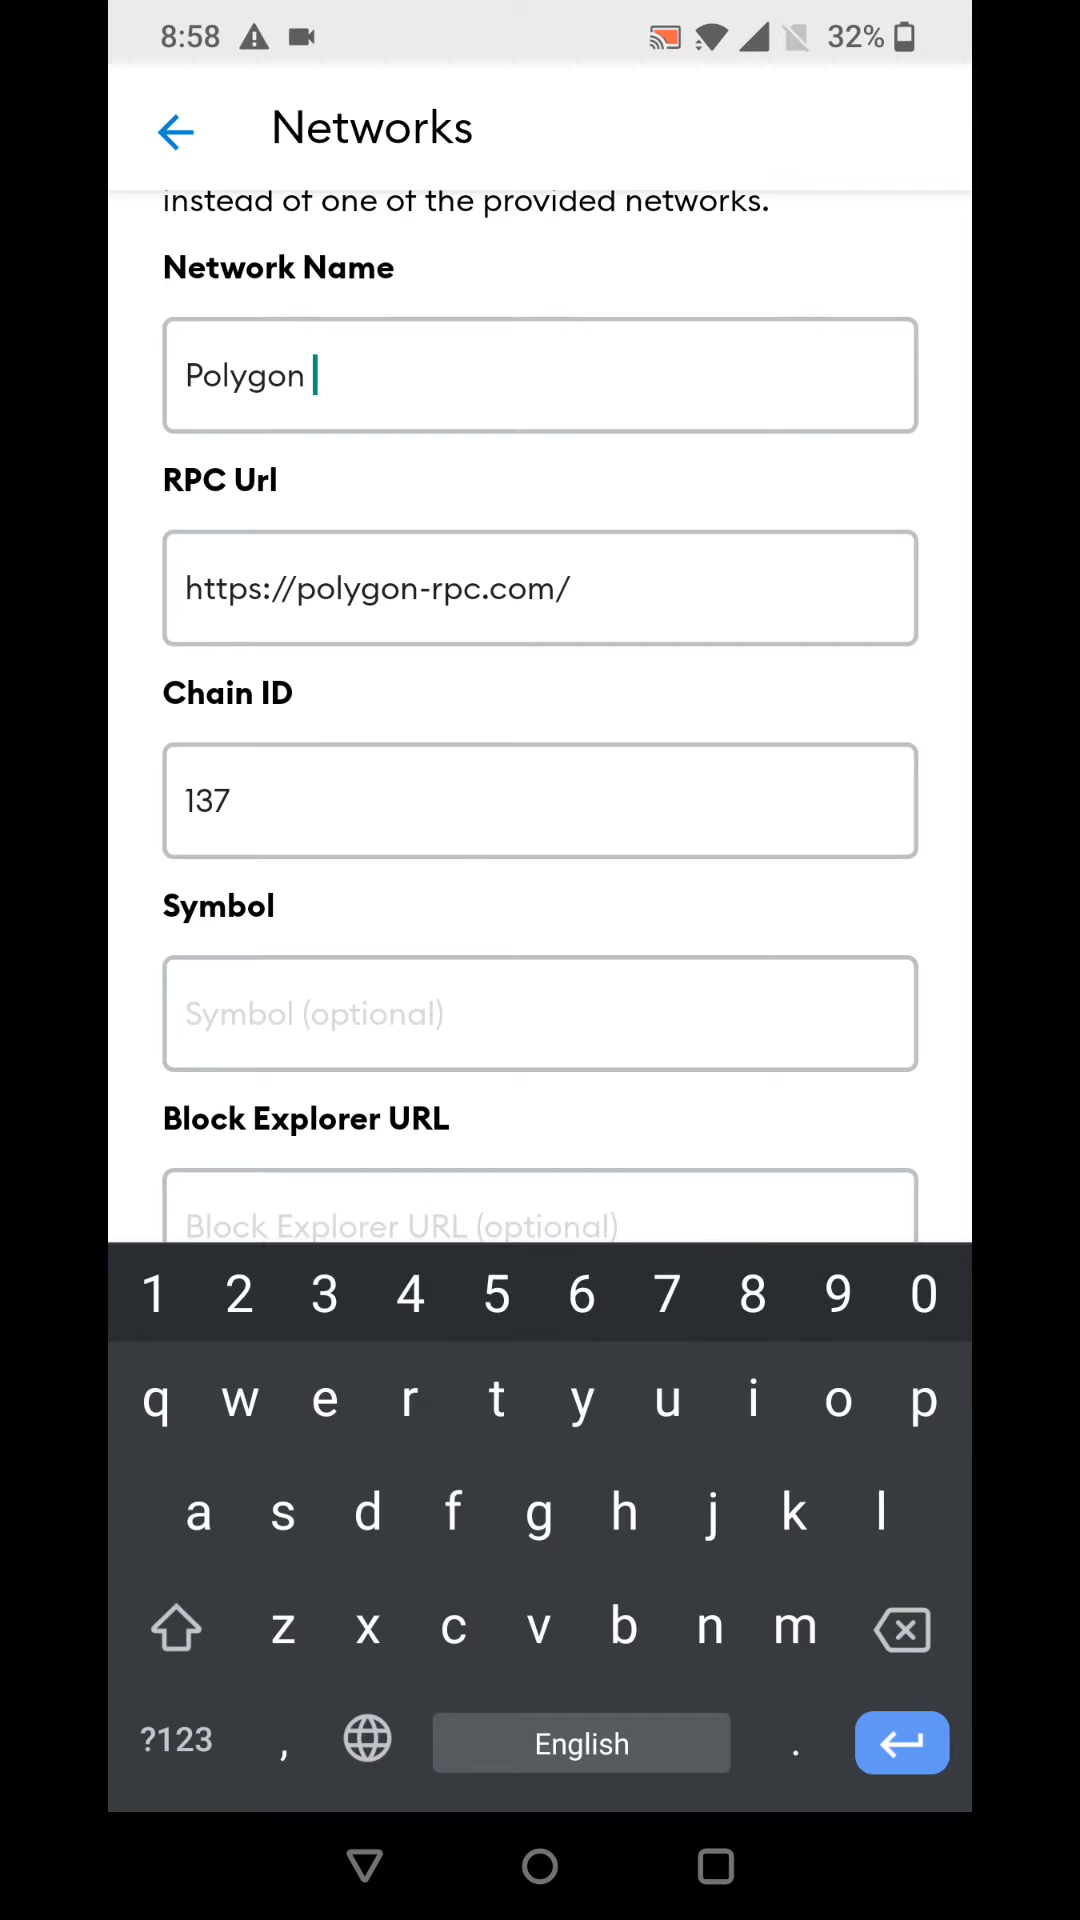 8:58
32%
Networks
instead of one of the provided networks.
Network Name
Polygon
RPC Url
https://polygon-rpc.com/
Chain ID
137
Symbol
Symbol (optional)
Block Explorer URL
Block Explorer URL (optional)
1 2 3 4 5 6 7 8 9 0
q w e r t y u i o p
a s d f g h j k l
z x c v b n m
?123 , English .